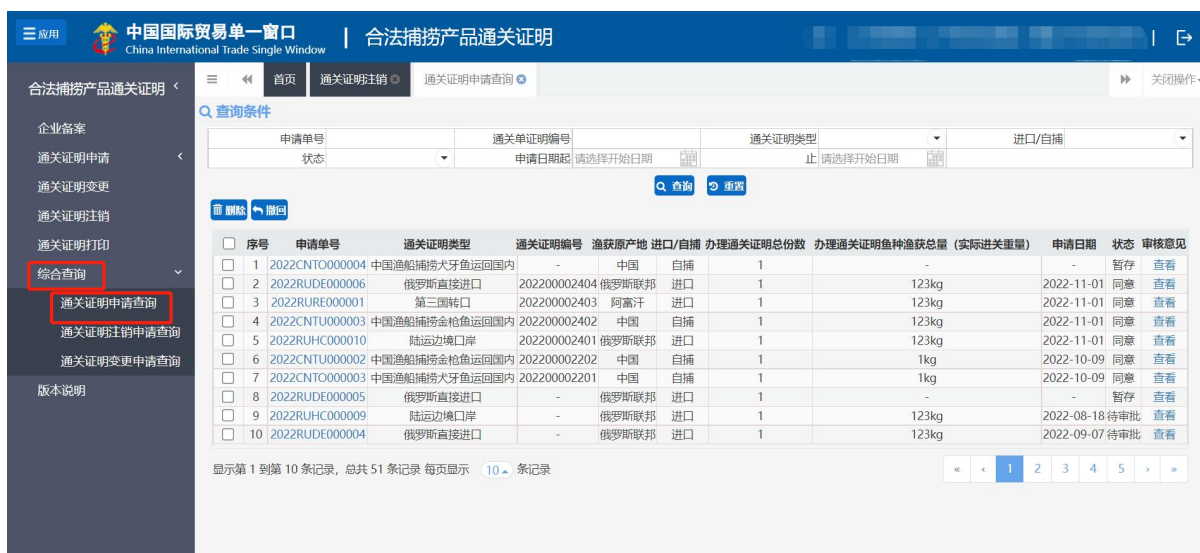 应用 中国国际贸易单一窗口 合法捕捞产品通关证明
China International Trade Single Window
合法捕捞产品通关证明
企业备案
通关证明申请
通关证明变更
通关证明注销
通关证明打印
综合查询
通关证明申请查询
通关证明注销申请查询
通关证明变更申请查询
版本说明
首页 通关证明注销 通关证明申请查询 关闭操作
查询条件
申请单号 通关单证明编号 通关证明类型 进口/自捕
状态 申请日期起 请选择开始日期 止 请选择开始日期
查询 重置
删除 撤回
序号 申请单号 通关证明类型 通关证明编号 渔获原产地 进口/自捕 办理通关证明总份数 办理通关证明鱼种渔获总量(实际进关重量) 申请日期 状态 审核意见
1 2022CNTO000004 中国渔船捕捞犬牙鱼运回国内 - 中国 自捕 1 - - 暂存 查看
2 2022RUDE000006 俄罗斯直接进口 202200002404 俄罗斯联邦 进口 1 123kg 2022-11-01 同意 查看
3 2022RURE000001 第三国转口 202200002403 阿富汗 进口 1 123kg 2022-11-01 同意 查看
4 2022CNTU000003 中国渔船捕捞金枪鱼运回国内 202200002402 中国 自捕 1 123kg 2022-11-01 同意 查看
5 2022RUHC000010 陆运边境口岸 202200002401 俄罗斯联邦 进口 1 123kg 2022-11-01 同意 查看
6 2022CNTU000002 中国渔船捕捞金枪鱼运回国内 202200002202 中国 自捕 1 1kg 2022-10-09 同意 查看
7 2022CNTO000003 中国渔船捕捞犬牙鱼运回国内 202200002201 中国 自捕 1 1kg 2022-10-09 同意 查看
8 2022RUDE000005 俄罗斯直接进口 - 俄罗斯联邦 进口 1 - - 暂存 查看
9 2022RUHC000009 陆运边境口岸 - 俄罗斯联邦 进口 1 123kg 2022-08-18 待审批 查看
10 2022RUDE000004 俄罗斯直接进口 - 俄罗斯联邦 进口 1 123kg 2022-09-07 待审批 查看
显示第 1 到第 10 条记录,总共 51 条记录 每页显示 10 条记录 « ‹ 1 2 3 4 5 › »